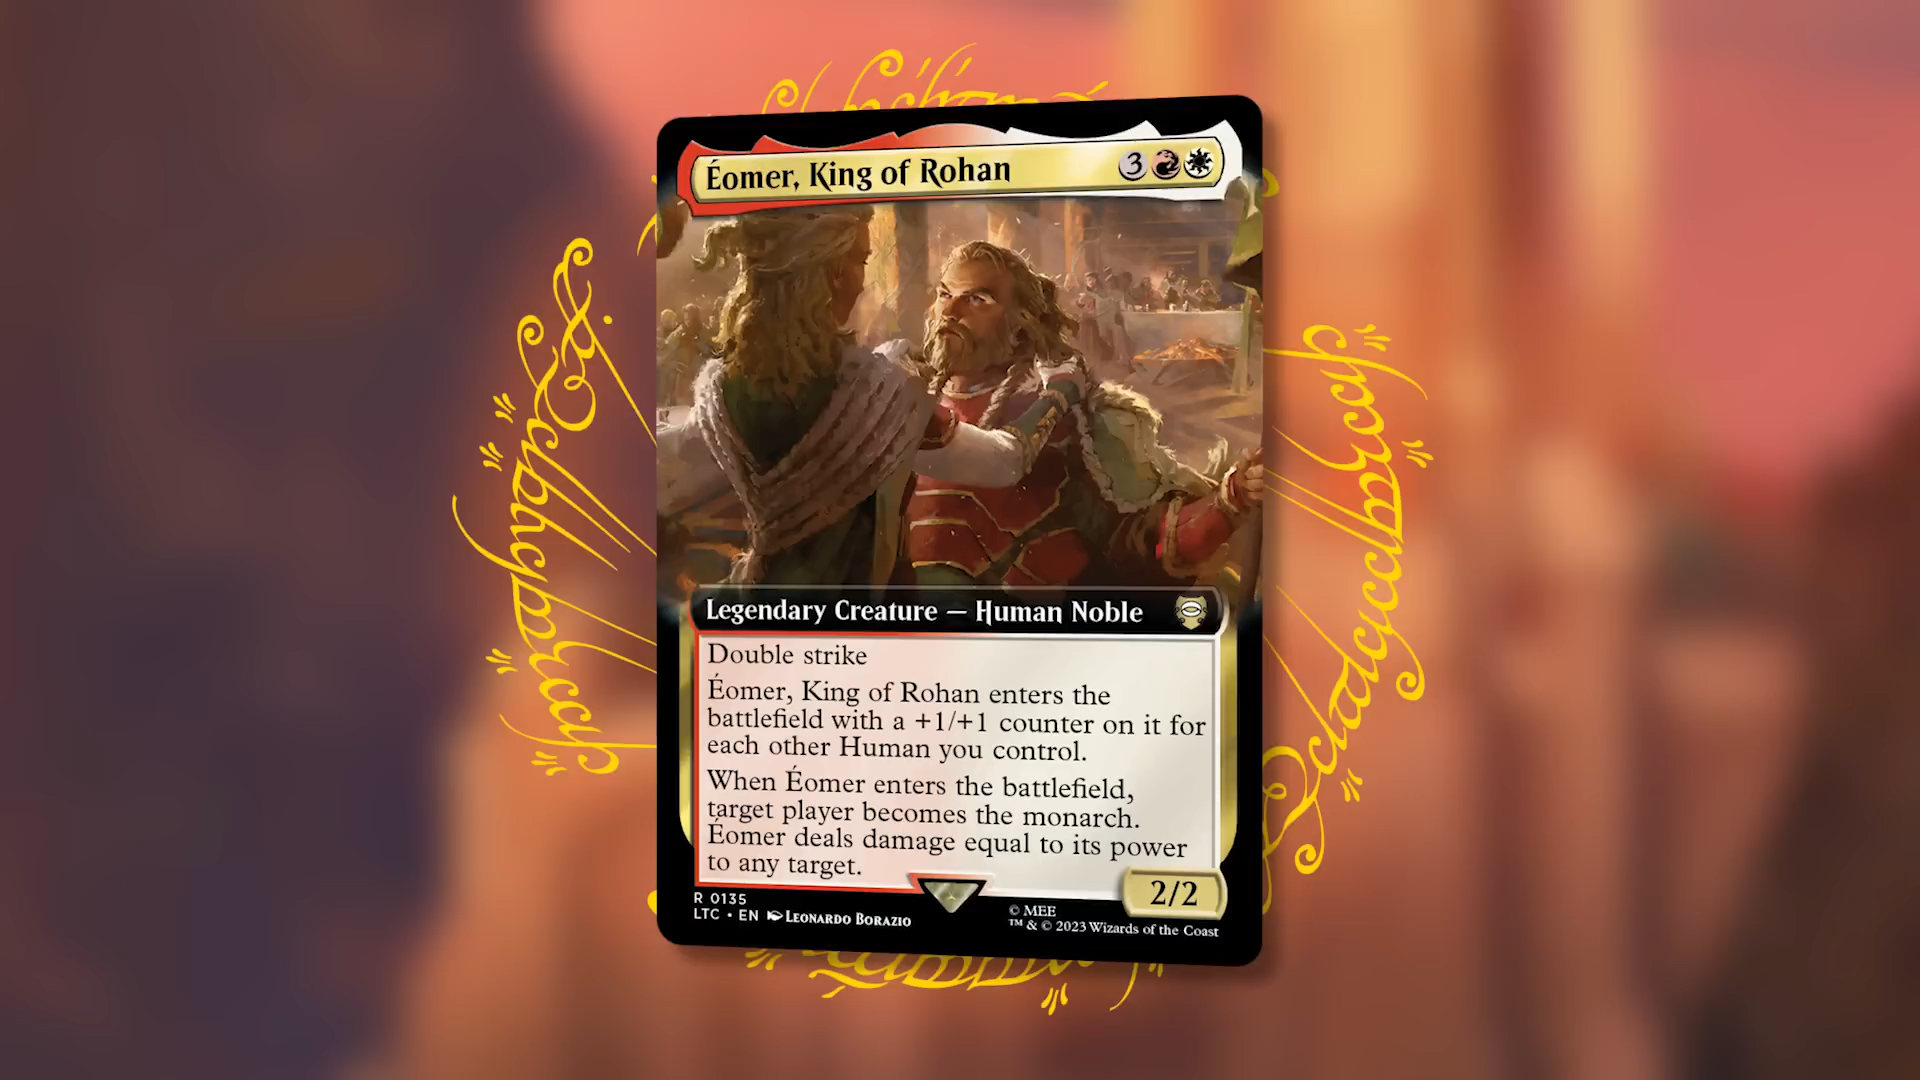 Éomer, King of Rohan 3
Legendary Creature — Human Noble
Double strike
Éomer, King of Rohan enters the
battlefield with a +1/+1 counter on it for
each other Human you control.
When Éomer enters the battlefield,
target player becomes the monarch.
Éomer deals damage equal to its power
to any target.
2/2
R 0135
LTC • EN Leonardo Borazio
© MEE
™ & © 2023 Wizards of the Coast